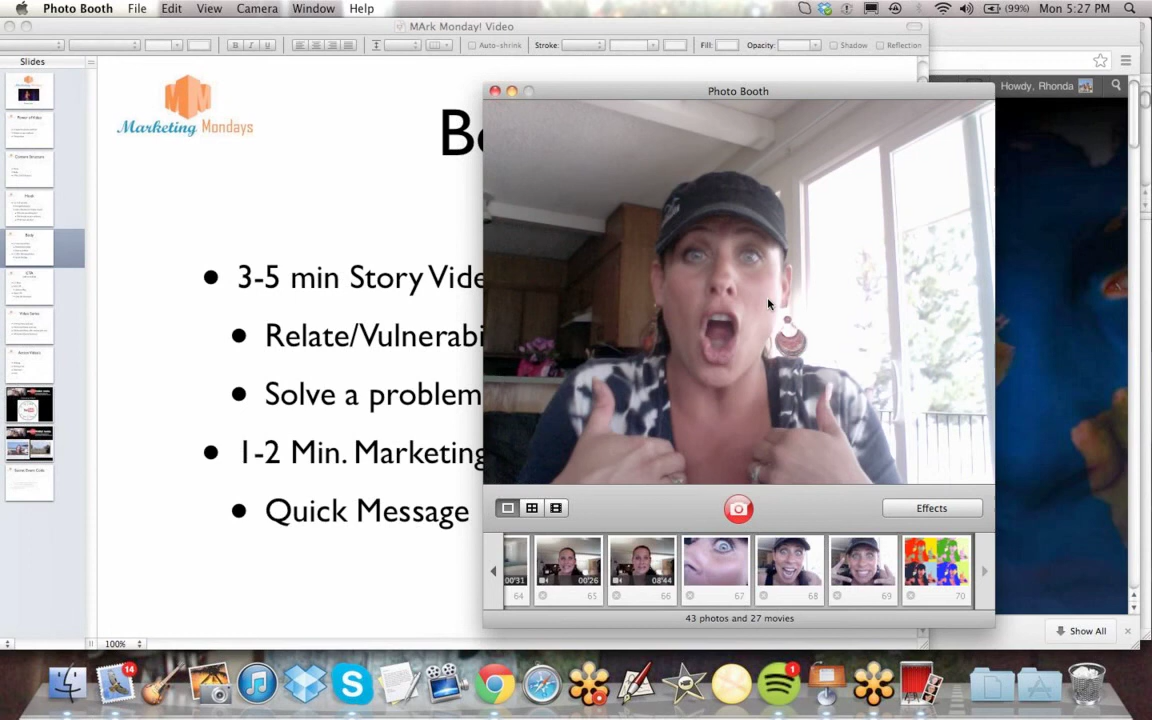 Photo Booth File Edit View Camera Window Help (99%) Mon 5:27 PM
MArk Monday! Video
B I U Auto-shrink Stroke: Fill: Opacity: Shadow Reflection
Slides
Howdy, Rhonda
Photo Booth
Marketing Mondays
3-5 min Story Vide
Relate/Vulnerabi
Solve a problem
1-2 Min. Marketing
Quick Message
Effects
00'31 00'26 08'44
64 65 66 67 68 69 70
43 photos and 27 movies
100%
Show All
14
1